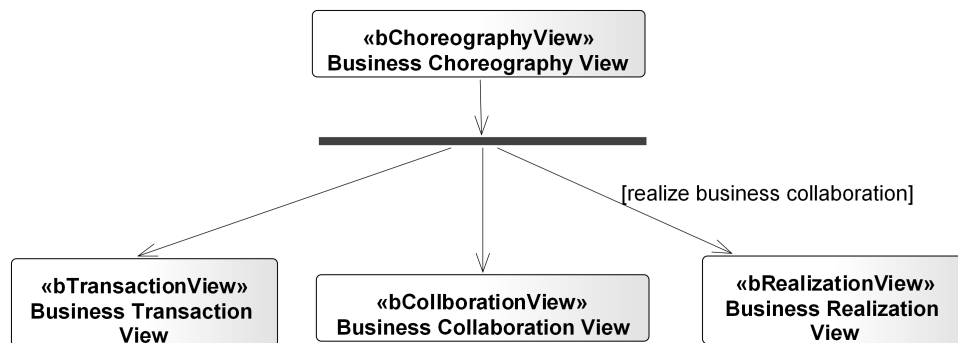 «bChoreographyView»
Business Choreography View
[realize business collaboration]
«bTransactionView»
Business Transaction
View
«bCollborationView»
Business Collaboration View
«bRealizationView»
Business Realization
View